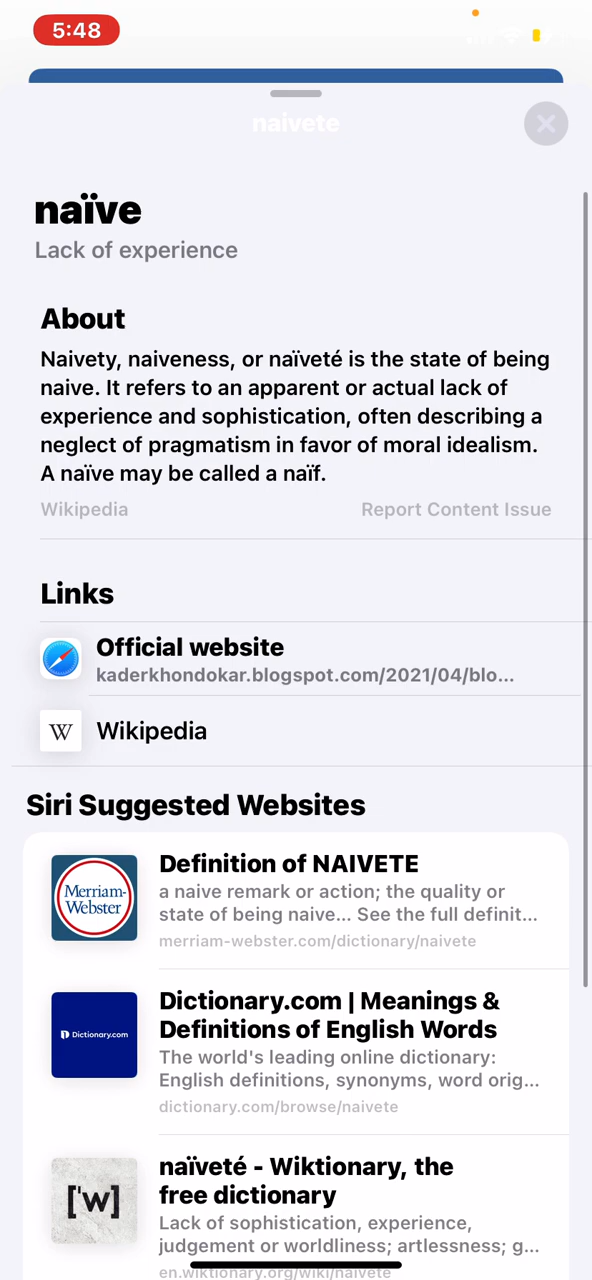 5:48
naivete
naïve
Lack of experience
About
Naivety, naiveness, or naïveté is the state of being
naive. It refers to an apparent or actual lack of
experience and sophistication, often describing a
neglect of pragmatism in favor of moral idealism.
A naïve may be called a naïf.
Wikipedia Report Content Issue
Links
Official website
kaderkhondokar.blogspot.com/2021/04/blo...
W Wikipedia
Siri Suggested Websites
Merriam-
Webster
Definition of NAIVETE
a naive remark or action; the quality or
state of being naive... See the full definit...
merriam-webster.com/dictionary/naivete
Dictionary.com
Dictionary.com | Meanings &
Definitions of English Words
The world's leading online dictionary:
English definitions, synonyms, word orig...
dictionary.com/browse/naivete
['w]
naïveté - Wiktionary, the
free dictionary
Lack of sophistication, experience,
judgement or worldliness; artlessness; g...
en.wiktionary.org/wiki/naivete